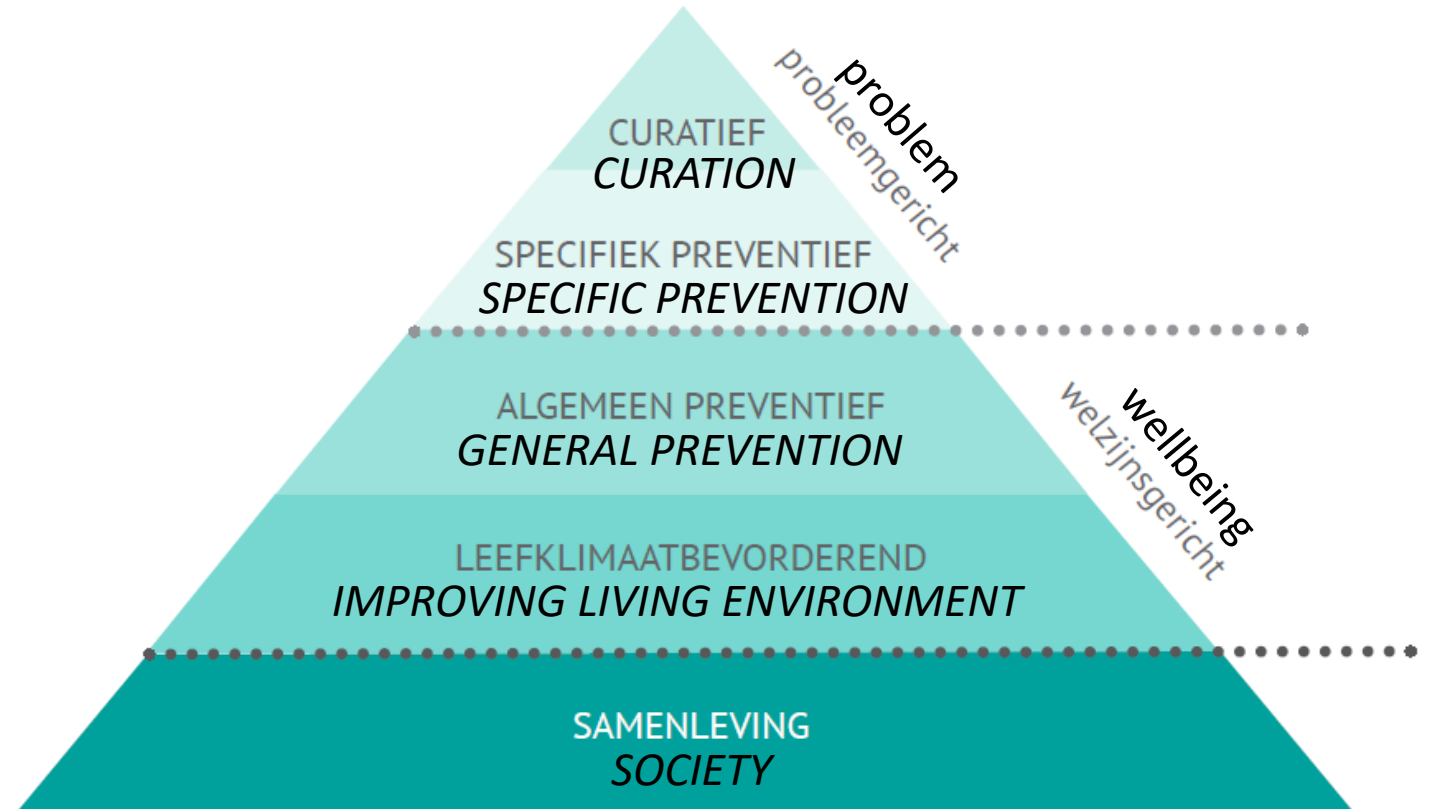 CURATIEF
CURATION
problem
probleemgericht
SPECIFIEK PREVENTIEF
SPECIFIC PREVENTION
ALGEMEEN PREVENTIEF
GENERAL PREVENTION
wellbeing
welzijnsgericht
LEEFKLIMAATBEVORDEREND
IMPROVING LIVING ENVIRONMENT
SAMENLEVING
SOCIETY